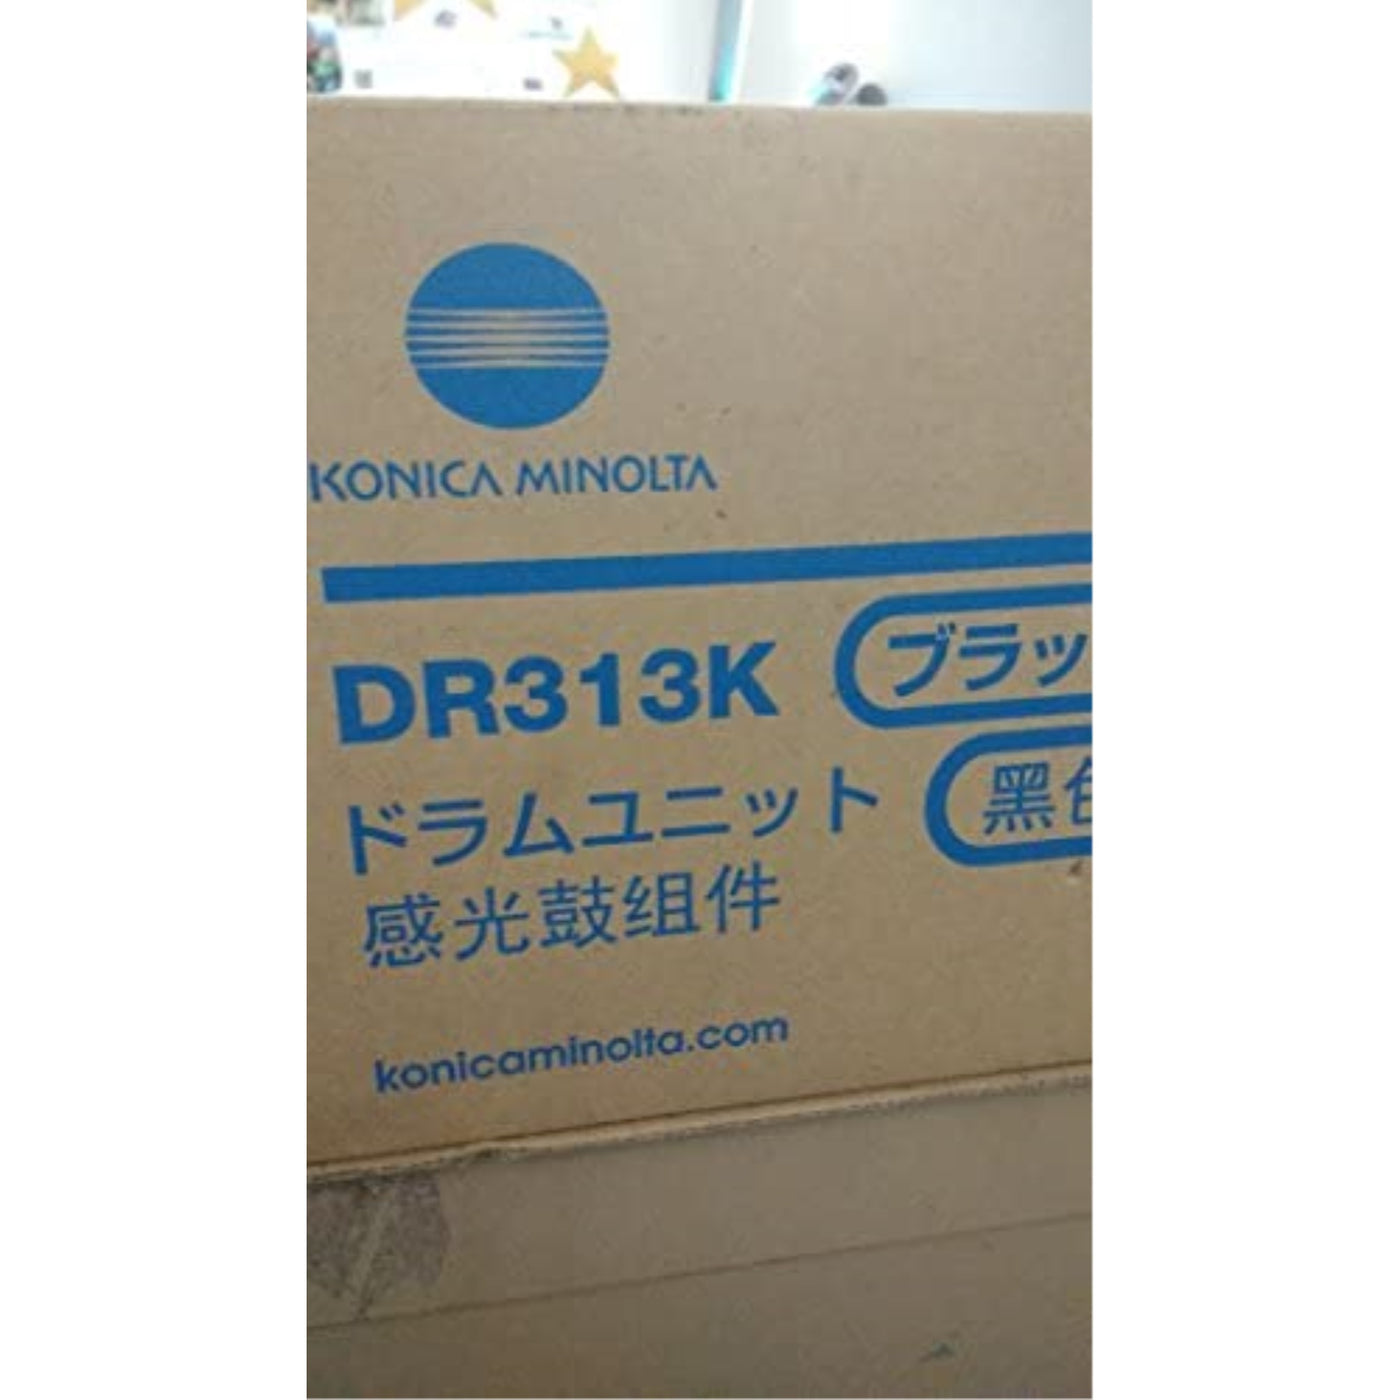 KONICA MINOLTA
DR313K
ブラッ
ドラムユニット
黑色
感光鼓组件
konicaminolta.com